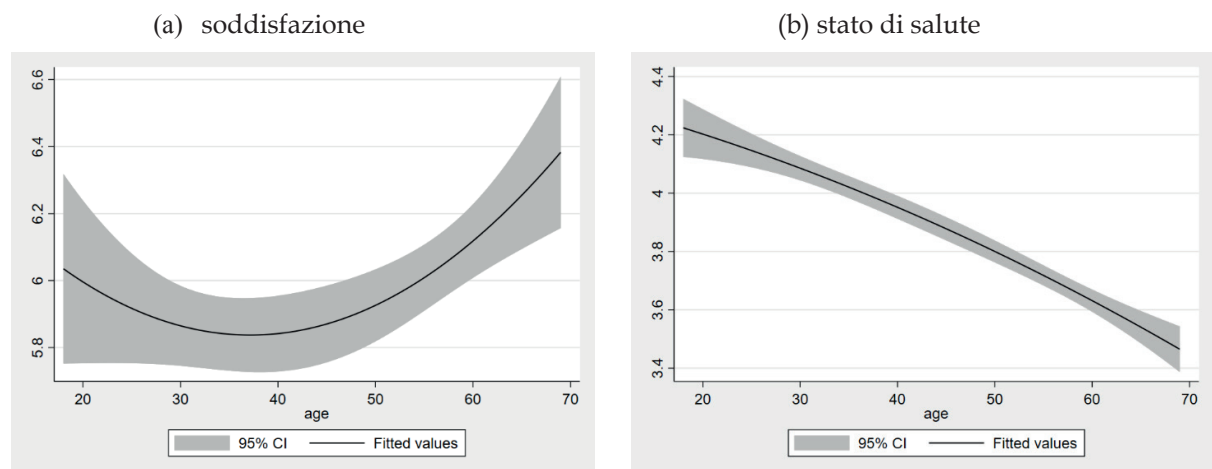 (a) soddisfazione
6.6
6.4
6.2
6
5.8
20 30 40 50 60 70
age
95% CI Fitted values
(b) stato di salute
4.4
4.2
4
3.8
3.6
3.4
20 30 40 50 60 70
age
95% CI Fitted values